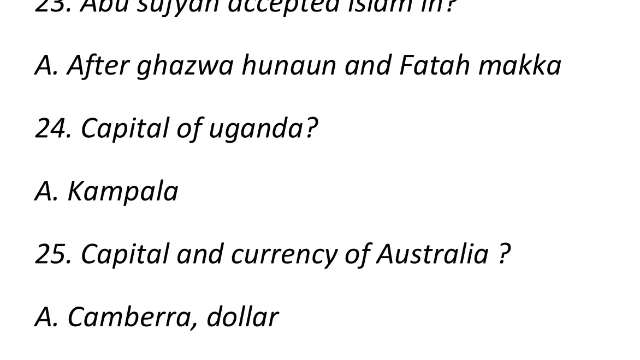 23. Abu sufyan accepted islam in?
A. After ghazwa hunaun and Fatah makka
24. Capital of uganda?
A. Kampala
25. Capital and currency of Australia ?
A. Camberra, dollar